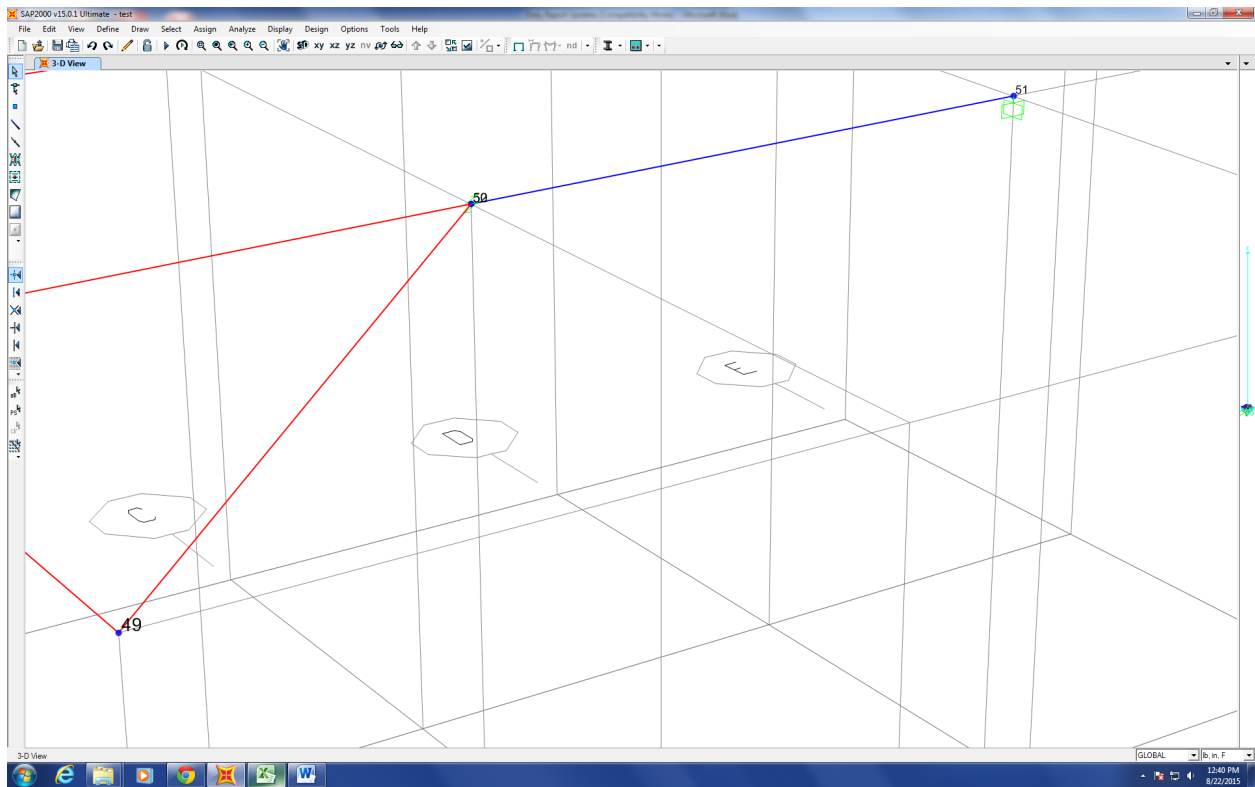 SAP2000 v15.0.1 Ultimate - test
File Edit View Define Draw Select Assign Analyze Display Design Options Tools Help
3D xy xz yz nv nd
3-D View
51
50
E
D
C
49
3-D View
GLOBAL
lb, in, F
12:40 PM
8/22/2015